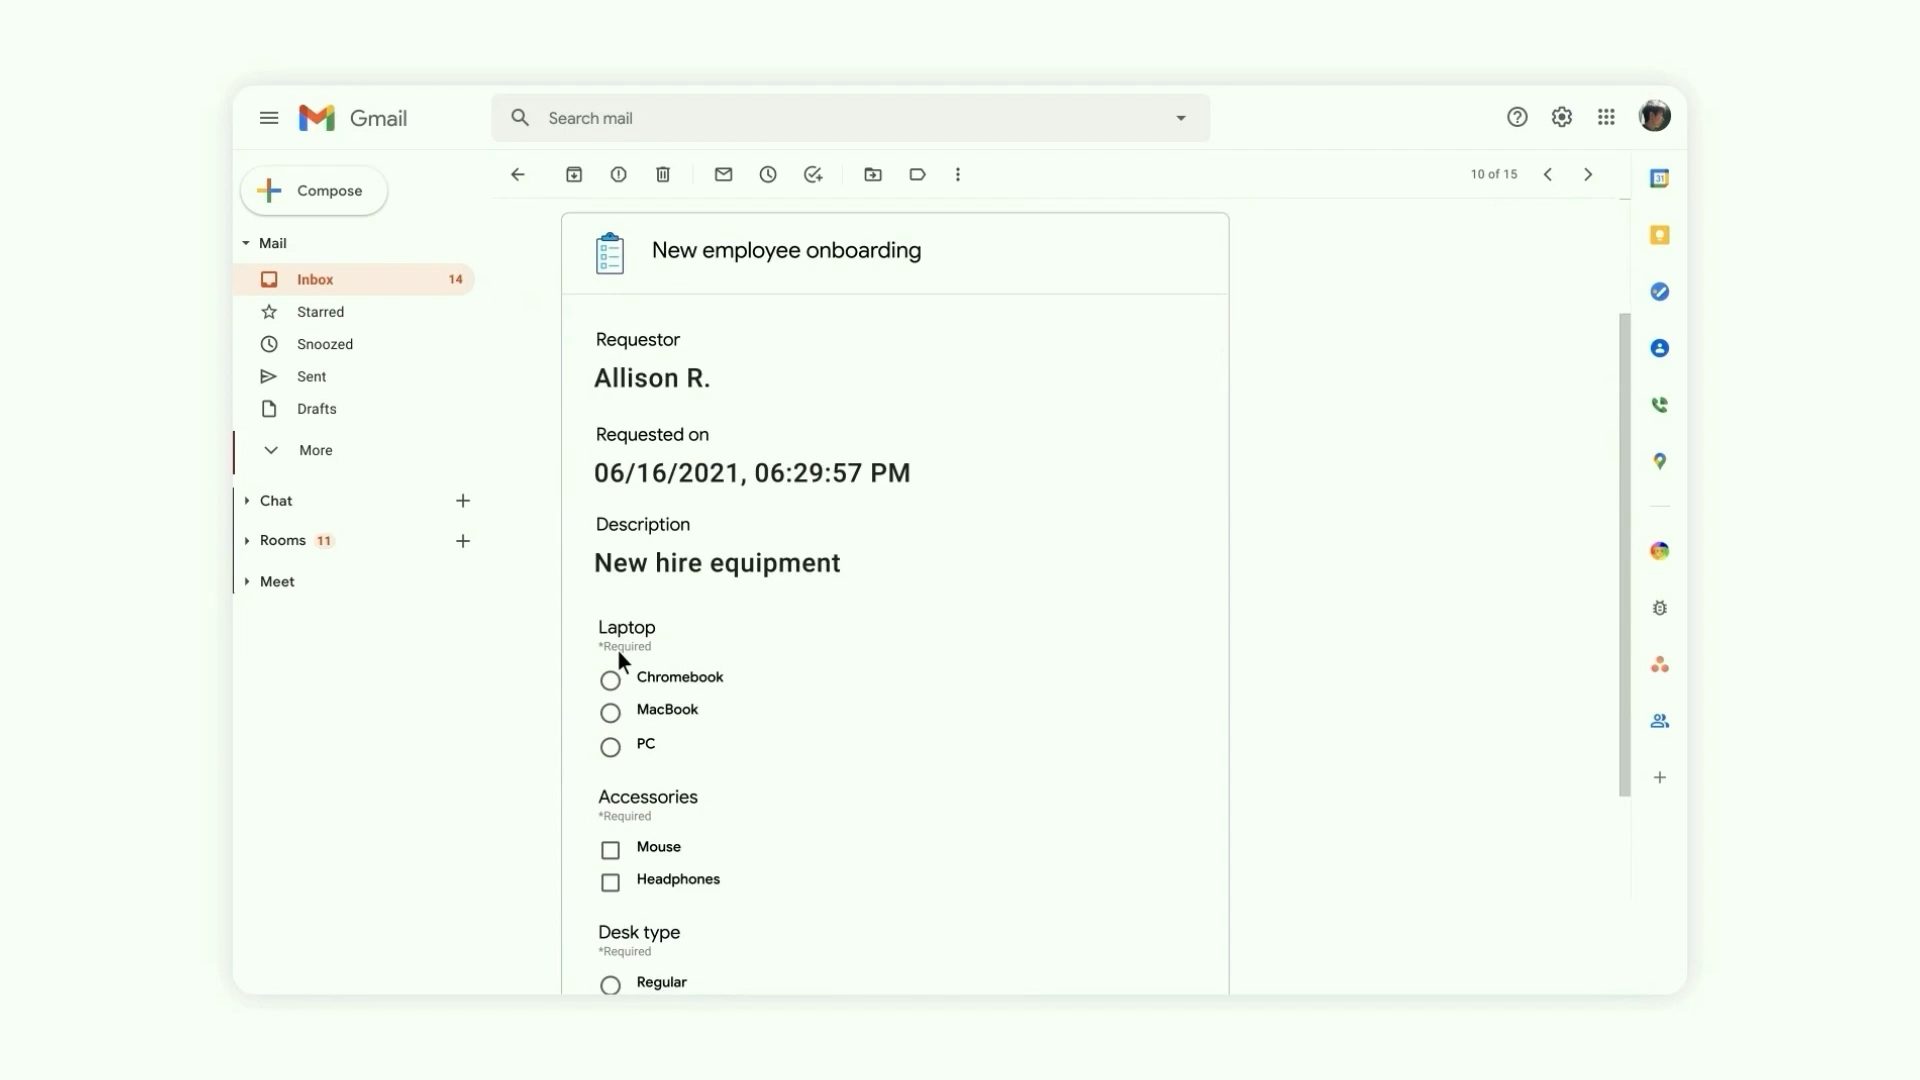 Gmail
Search mail
Compose
10 of 15
Mail
Inbox 14
Starred
Snoozed
Sent
Drafts
More
Chat
Rooms 11
Meet
New employee onboarding
Requestor
Allison R.
Requested on
06/16/2021, 06:29:57 PM
Description
New hire equipment
Laptop
*Required
Chromebook
MacBook
PC
Accessories
*Required
Mouse
Headphones
Desk type
*Required
Regular
31